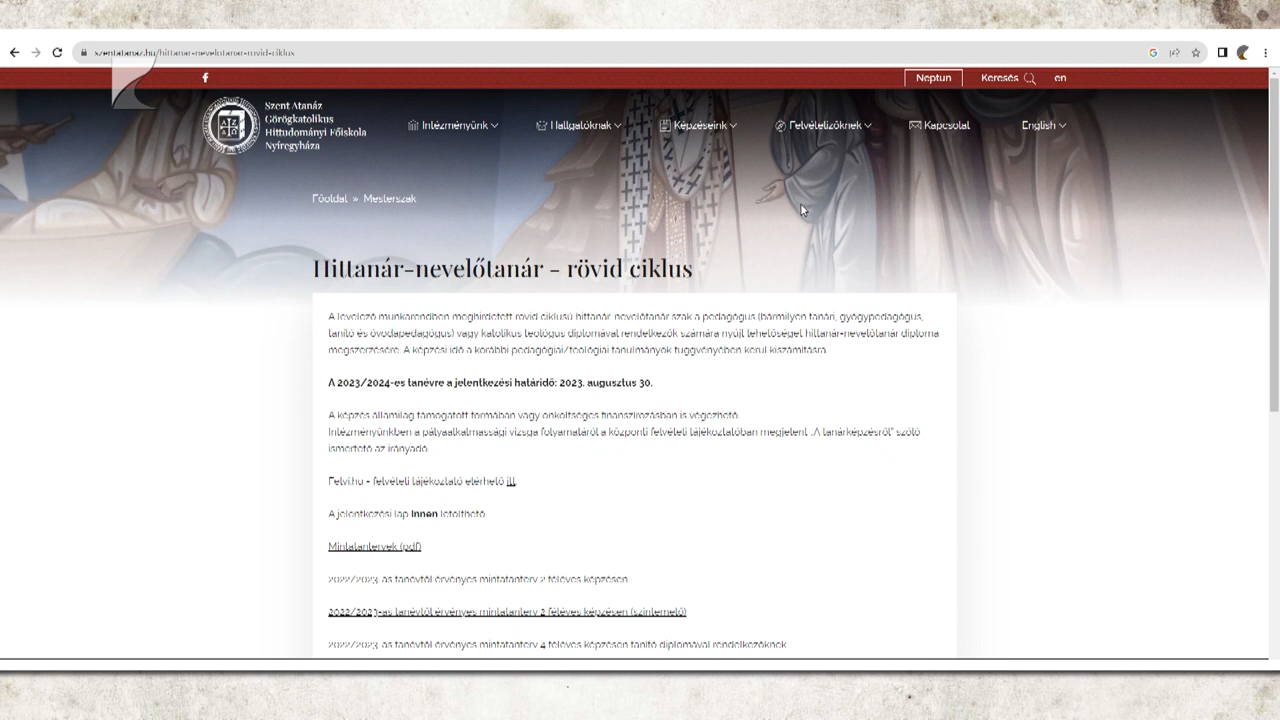 szentatanaz.hu/hittanar-nevelotanar-rovid-ciklus
Neptun
Keresés
en
Szent Atanáz
Görögkatolikus
Hittudományi Főiskola
Nyíregyháza
Intézményünk
Hallgatóknak
Képzéseink
Felvételizőknek
Kapcsolat
English
Főoldal » Mesterszak
Hittanár-nevelőtanár - rövid ciklus
A levelező munkarendben meghirdetett rövid ciklusú hittanár-nevelőtanár szak a pedagógus (bármilyen tanári, gyógypedagógus,
tanító és óvodapedagógus) vagy katolikus teológus diplomával rendelkezők számára nyújt lehetőséget hittanár-nevelőtanár diploma
megszerzésére. A képzési idő a korábbi pedagógiai/teológiai tanulmányok függvényében kerül kiszámításra.
A 2023/2024-es tanévre a jelentkezési határidő: 2023. augusztus 30.
A képzés államilag támogatott formában vagy önköltséges finanszírozásban is végezhető.
Intézményünkben a pályaalkalmassági vizsga folyamatáról a központi felvételi tájékoztatóban megjelent „A tanárképzésről” szóló
ismertető az irányadó.
Felvi.hu - felvételi tájékoztató elérhető itt.
A jelentkezési lap innen letölthető.
Mintatantervek (pdf)
2022/2023-as tanévtől érvényes mintatanterv 2 féléves képzésen
2022/2023-as tanévtől érvényes mintatanterv 2 féléves képzésen (szintemelő)
2022/2023-as tanévtől érvényes mintatanterv 4 féléves képzésen tanító diplomával rendelkezőknek